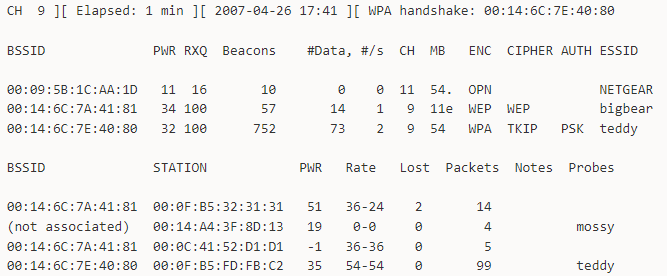 CH  9 ][ Elapsed: 1 min ][ 2007-04-26 17:41 ][ WPA handshake: 00:14:6C:7E:40:80
BSSID              PWR RXQ  Beacons    #Data, #/s  CH  MB   ENC  CIPHER AUTH ESSID
00:09:5B:1C:AA:1D   11  16       10        0    0  11  54.  OPN              NETGEAR
00:14:6C:7A:41:81   34 100       57       14    1   9  11e  WEP  WEP         bigbear
00:14:6C:7E:40:80   32 100      752       73    2   9  54   WPA  TKIP   PSK  teddy
BSSID              STATION            PWR   Rate   Lost  Packets  Notes  Probes
00:14:6C:7A:41:81  00:0F:B5:32:31:31   51   36-24    2       14
(not associated)   00:14:A4:3F:8D:13   19    0-0     0        4           mossy
00:14:6C:7A:41:81  00:0C:41:52:D1:D1   -1   36-36    0        5
00:14:6C:7E:40:80  00:0F:B5:FD:FB:C2   35   54-54    0       99           teddy